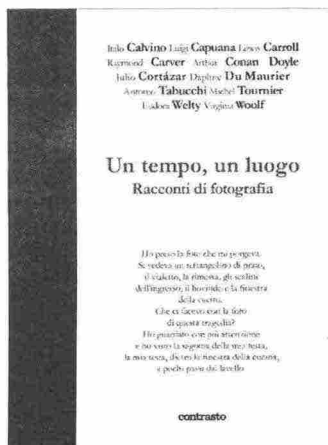 Italo Calvino Luigi Capuana Lewis Carroll
Raymond Carver Arthur Conan Doyle
Julio Cortázar Daphne Du Maurier
Antonio Tabucchi Michel Tournier
Eudora Welty Virginia Woolf
Un tempo, un luogo
Racconti di fotografia
Ho preso la foto che mi porgeva.
Si vedeva un rettangolino di prato,
il vialetto, la rimessa, gli scalini
dell'ingresso, il bovindo e la finestra
della cucina.
Che ci facevo con la foto
di questa tragedia?
Ho guardato con più attenzione
e ho visto la sagoma della mia testa,
la mia testa, dietro la finestra della cucina,
a pochi passi dal lavello
contrasto